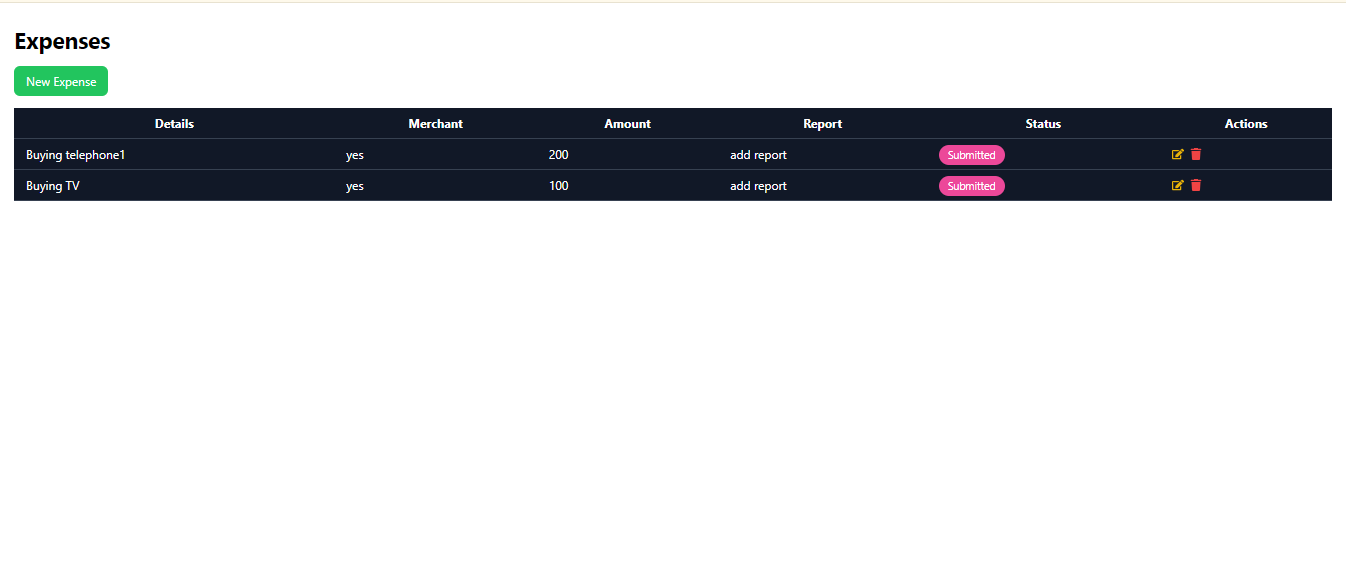 Expenses
New Expense
Details Merchant Amount Report Status Actions
Buying telephone1 yes 200 add report Submitted
Buying TV yes 100 add report Submitted